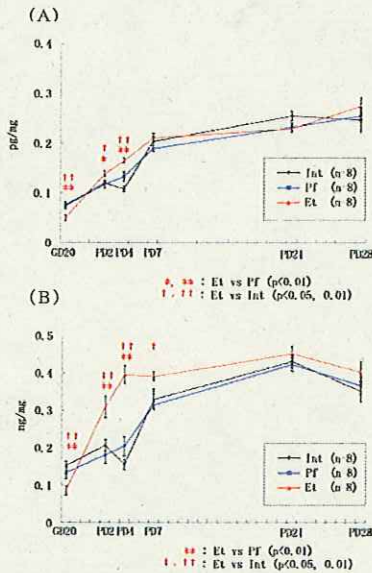 (A)
0.4
0.3
0.2
0.1
0
pg/mg
††
**
†
*
††
**
Int (n=8)
Pf (n=8)
Et (n=8)
GD20 PD2 PD4 PD7 PD21 PD28
*, ** : Et vs Pf (p<0.01)
†, †† : Et vs Int (p<0.05, 0.01)
(B)
0.5
0.4
0.3
0.2
0.1
0
ng/mg
††
**
††
**
††
**
†
Int (n=8)
Pf (n=8)
Et (n=8)
GD20 PD2 PD4 PD7 PD21 PD28
** : Et vs Pf (p<0.01)
†, †† : Et vs Int (p<0.05, 0.01)